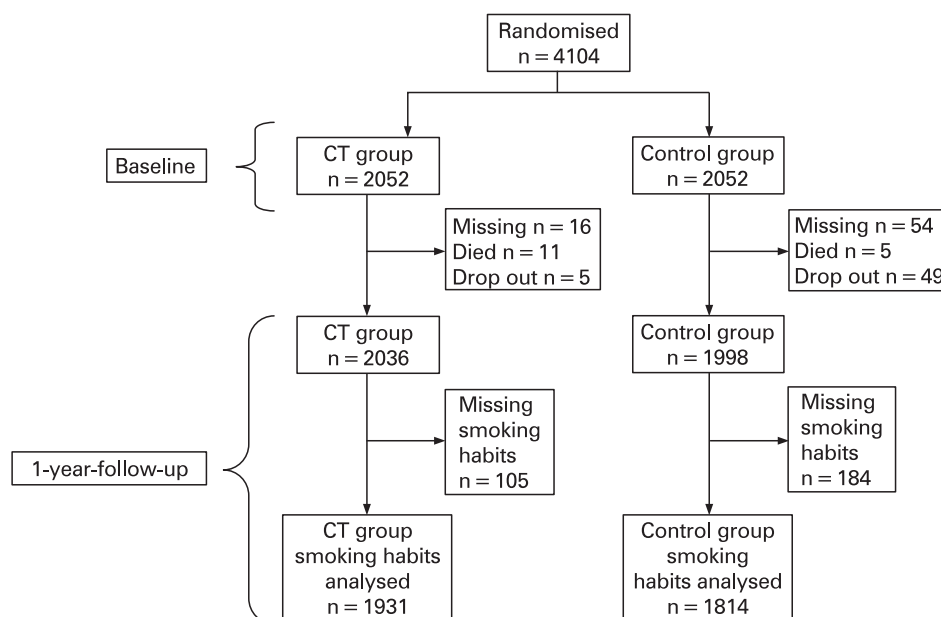 Randomised
n = 4104
Baseline
CT group
n = 2052
Control group
n = 2052
Missing n = 16
Died n = 11
Drop out n = 5
Missing n = 54
Died n = 5
Drop out n = 49
1-year-follow-up
CT group
n = 2036
Control group
n = 1998
Missing
smoking
habits
n = 105
Missing
smoking
habits
n = 184
CT group
smoking habits
analysed
n = 1931
Control group
smoking
habits analysed
n = 1814